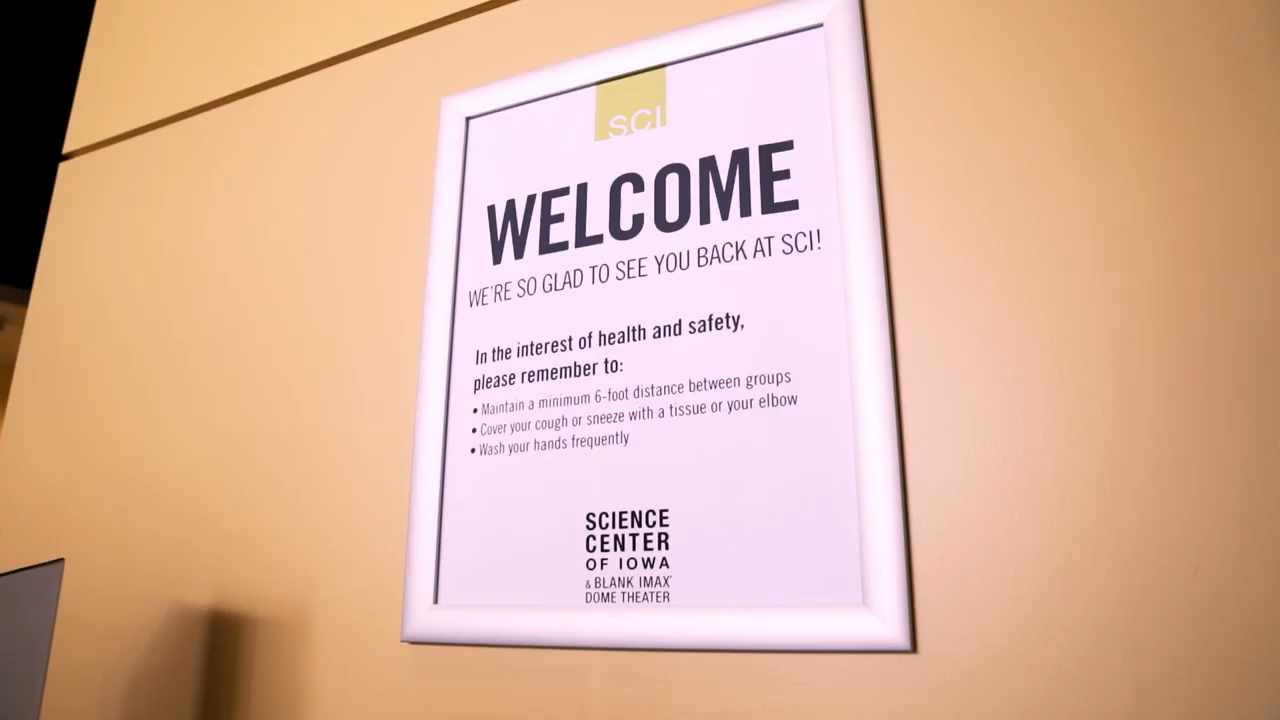 SCI
WELCOME
WE'RE SO GLAD TO SEE YOU BACK AT SCI!
In the interest of health and safety,
please remember to:
• Maintain a minimum 6-foot distance between groups
• Cover your cough or sneeze with a tissue or your elbow
• Wash your hands frequently
SCIENCE
CENTER
OF IOWA
& BLANK IMAX
DOME THEATER